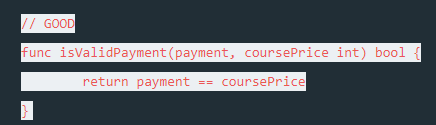 // GOOD
func isValidPayment(payment, coursePrice int) bool {
        return payment == coursePrice
}